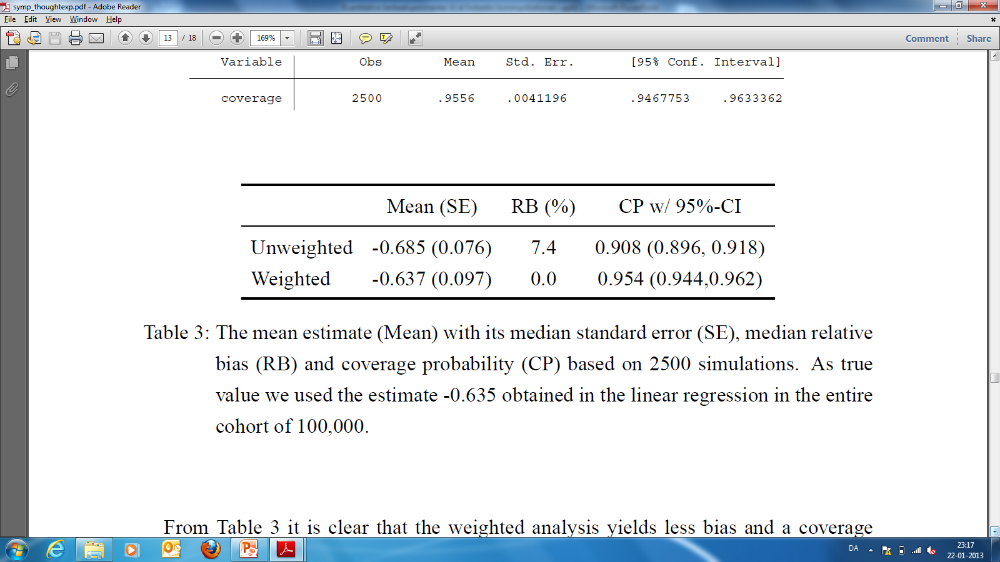 symp_thoughtexp.pdf - Adobe Reader
File Edit View Window Help
13 / 18 169% Comment Share
Variable Obs Mean Std. Err. [95% Conf. Interval]
coverage 2500 .9556 .0041196 .9467753 .9633362
Mean (SE) RB (%) CP w/ 95%-CI
Unweighted -0.685 (0.076) 7.4 0.908 (0.896, 0.918)
Weighted -0.637 (0.097) 0.0 0.954 (0.944,0.962)
Table 3: The mean estimate (Mean) with its median standard error (SE), median relative
bias (RB) and coverage probability (CP) based on 2500 simulations. As true
value we used the estimate -0.635 obtained in the linear regression in the entire
cohort of 100,000.
From Table 3 it is clear that the weighted analysis yields less bias and a coverage
DA 23:17
22-01-2013